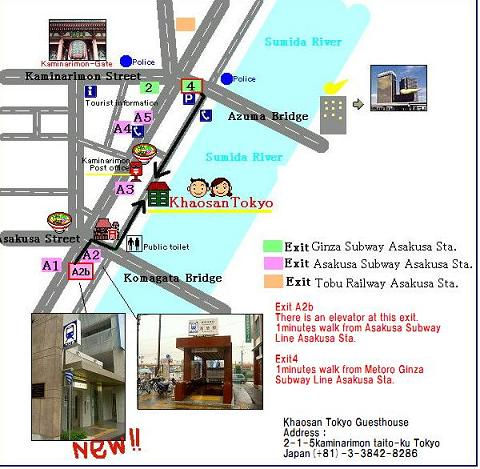 Sumida River
Kaminarimon-Gate
Police
Kaminarimon Street
2
4
Police
Tourist information
P
A5
A4
Azuma Bridge
Kaminarimon
Post office
Sumida River
A3
Khaosan Tokyo
Asakusa Street
A2
Public toilet
A1
A2b
Komagata Bridge
Exit Ginza Subway Asakusa Sta.
Exit Asakusa Subway Asakusa Sta.
Exit Tobu Railway Asakusa Sta.
Exit A2b
There is an elevator at this exit.
1minutes walk from Asakusa Subway
Line Asakusa Sta.
Exit4
1minutes walk from Metoro Ginza
Subway Line Asakusa Sta.
New!!
Khaosan Tokyo Guesthouse
Address :
2-1-5kaminarimon taito-ku Tokyo
Japan (+81) -3-3842-8286